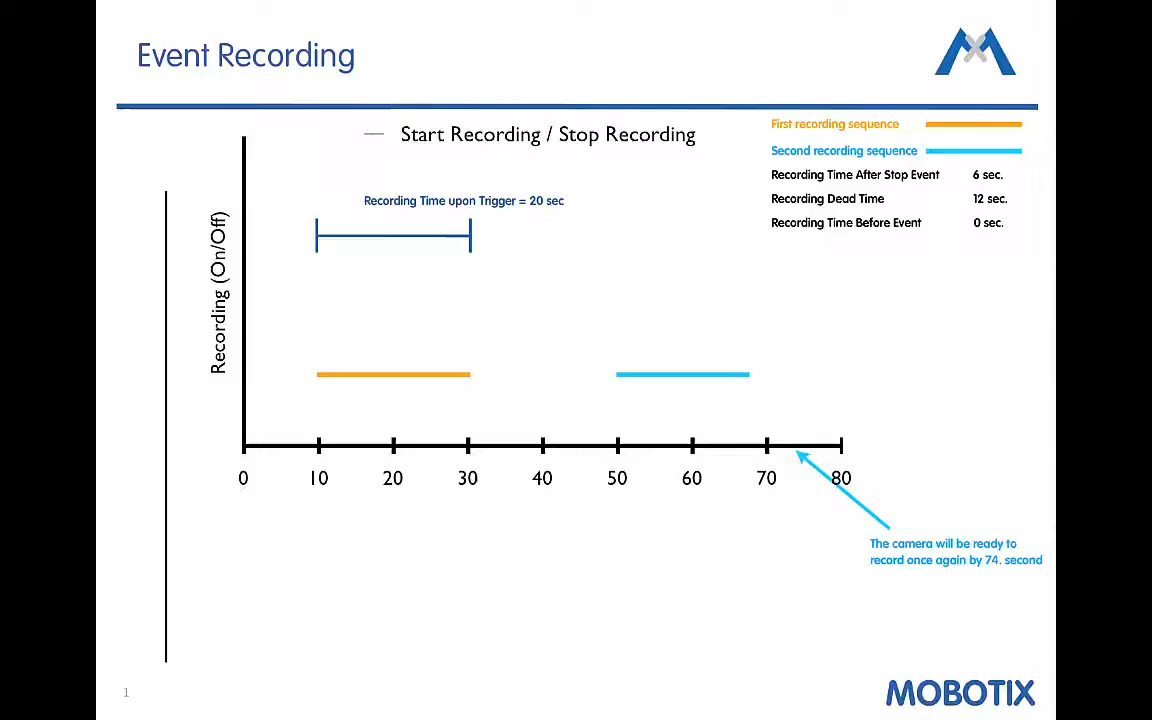 Event Recording
Start Recording / Stop Recording
First recording sequence
Second recording sequence
Recording Time After Stop Event 6 sec.
Recording Dead Time 12 sec.
Recording Time Before Event 0 sec.
Recording Time upon Trigger = 20 sec
Recording (On/Off)
0 10 20 30 40 50 60 70 80
The camera will be ready to
record once again by 74. second
1
MOBOTIX